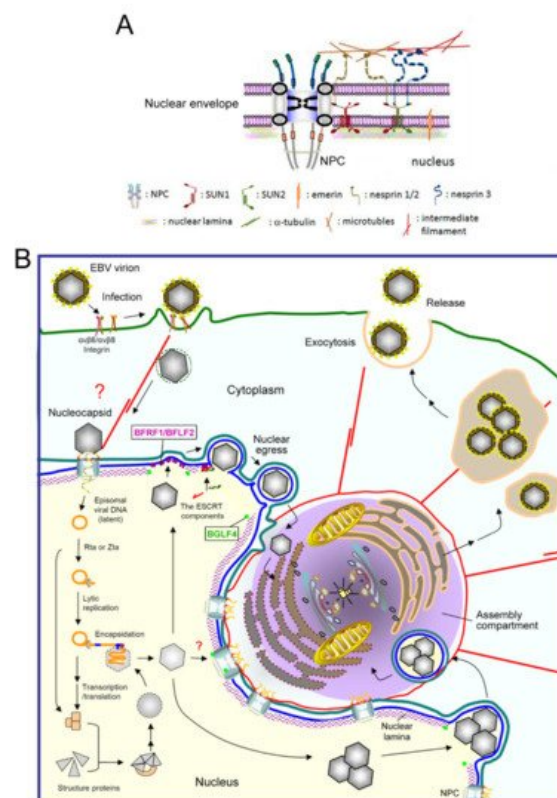 A
Nuclear envelope
NPC
nucleus
: NPC : SUN1 : SUN2 : emerin : nesprin 1/2 : nesprin 3
: nuclear lamina : α-tubulin : microtubles : intermediate
filmament
B
EBV virion
Infection
αvβ6/αvβ8
Integrin
Release
Exocytosis
?
Cytoplasm
Nucleocapsid
BFRF1/BFLF2
Nuclear
egress
Episomal
viral DNA
(latent)
The ESCRT
components
BGLF4
Rta or Zta
Lytic
replication
Encapsidation
?
Assembly
compartment
Transcription
/translation
Nuclear
lamina
Structure proteins
Nucleus
NPC